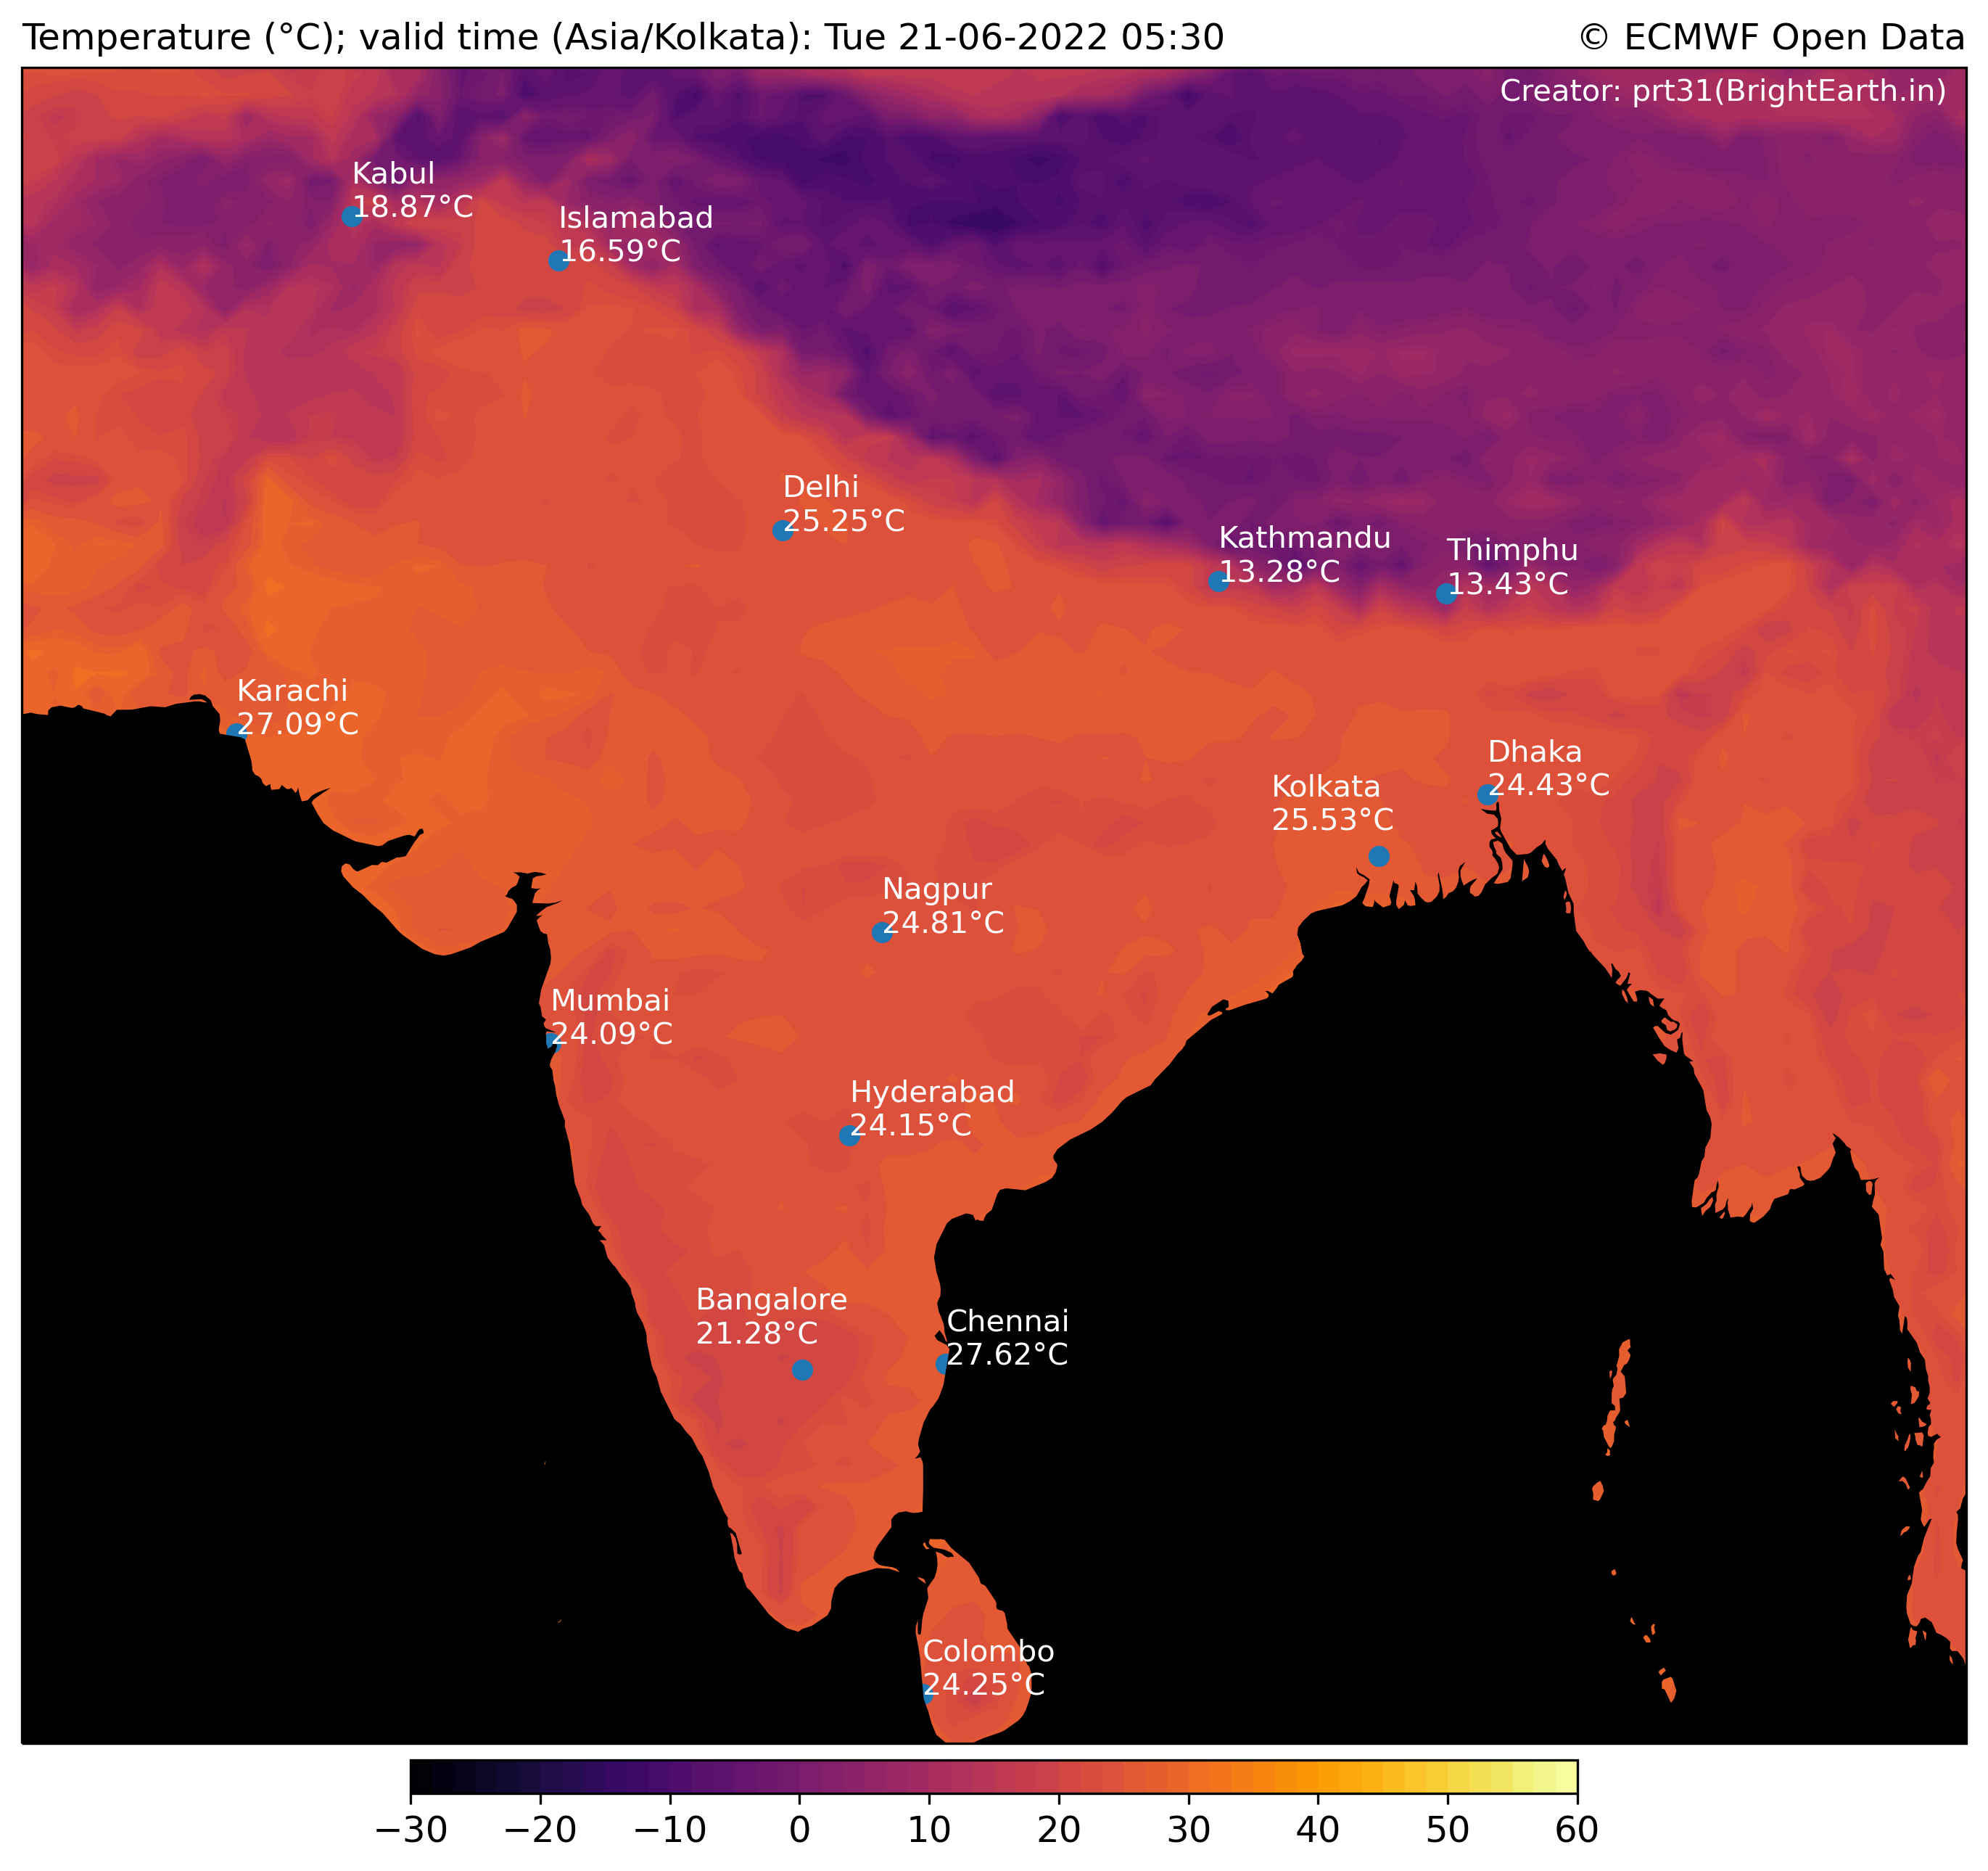 Temperature (°C); valid time (Asia/Kolkata): Tue 21-06-2022 05:30
© ECMWF Open Data
Creator: prt31(BrightEarth.in)
Kabul
18.87°C
Islamabad
16.59°C
Delhi
25.25°C
Kathmandu
13.28°C
Thimphu
13.43°C
Karachi
27.09°C
Dhaka
24.43°C
Kolkata
25.53°C
Nagpur
24.81°C
Mumbai
24.09°C
Hyderabad
24.15°C
Bangalore
21.28°C
Chennai
27.62°C
Colombo
24.25°C
−30 −20 −10 0 10 20 30 40 50 60